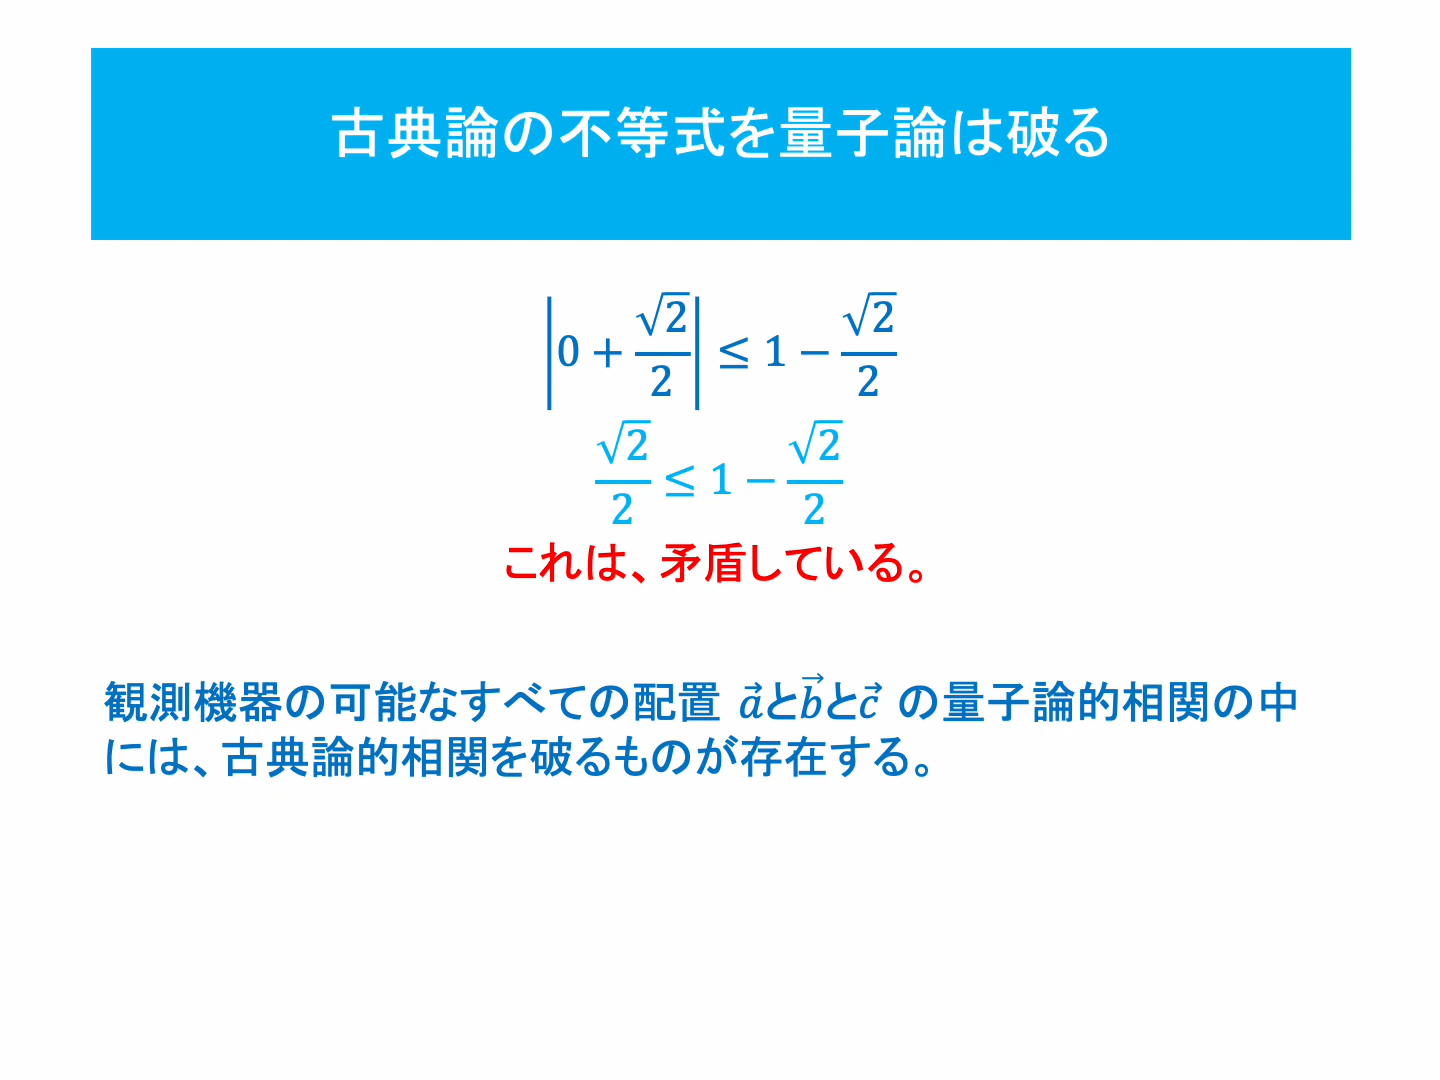 古典論の不等式を量子論は破る
|0 + √2/2| ≤ 1 − √2/2
√2/2 ≤ 1 − √2/2
これは、矛盾している。
観測機器の可能なすべての配置 a⃗とb⃗とc⃗ の量子論的相関の中
には、古典論的相関を破るものが存在する。